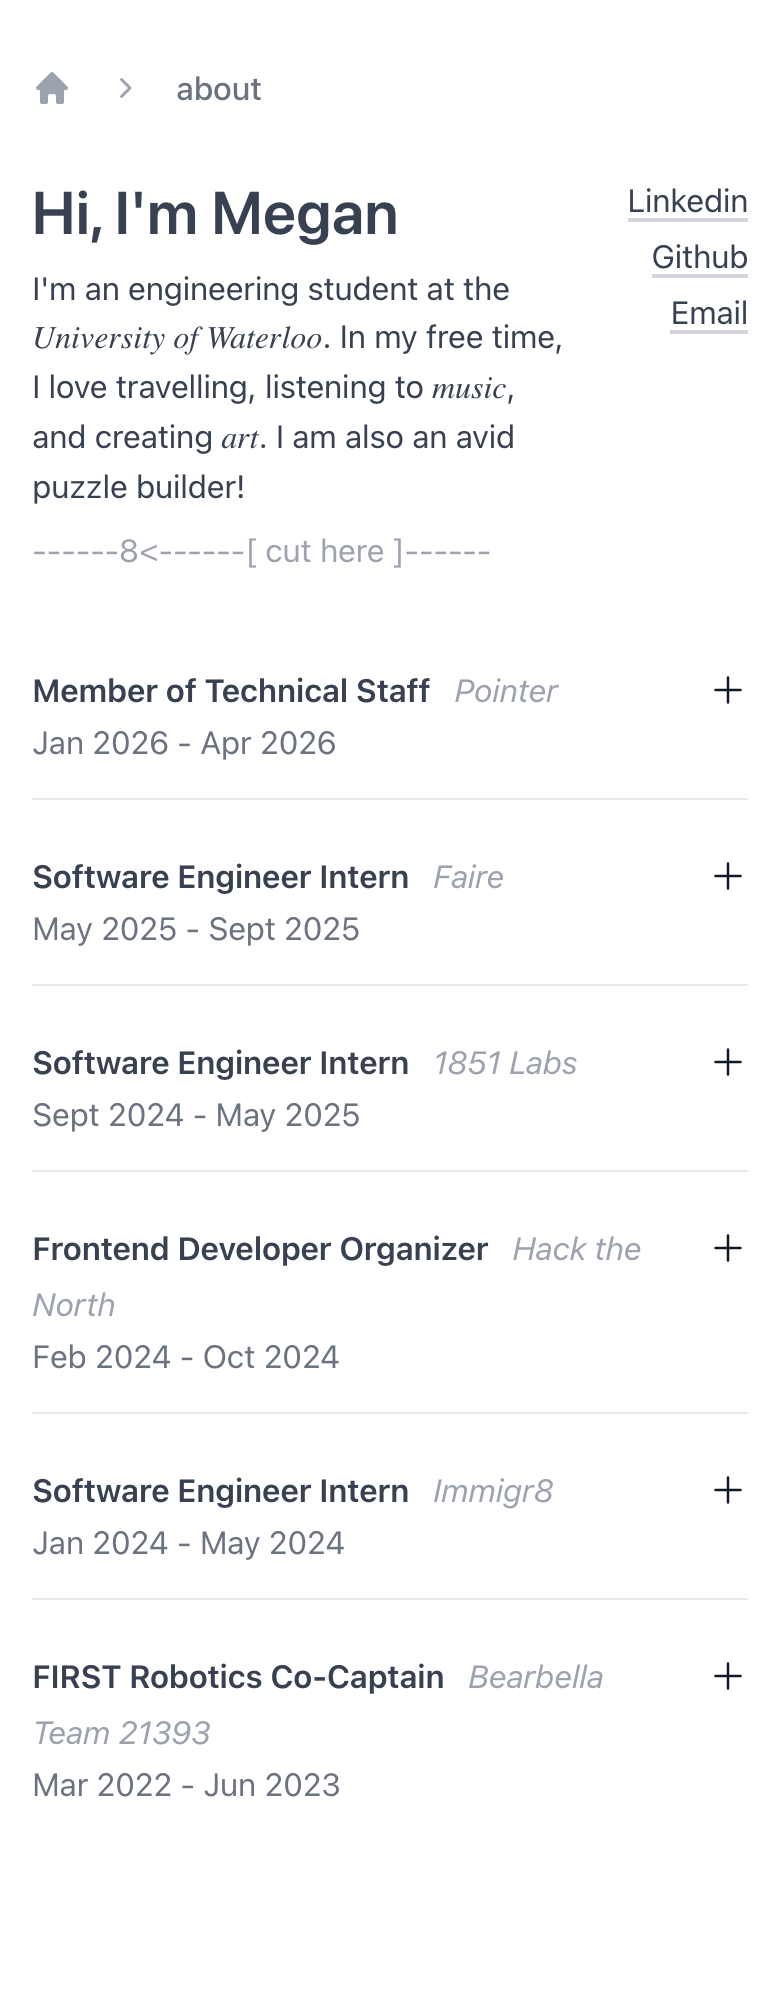 about
Hi, I'm Megan
Linkedin
Github
Email
I'm an engineering student at the
University of Waterloo. In my free time,
I love travelling, listening to music,
and creating art. I am also an avid
puzzle builder!
------8<------[ cut here ]------
Member of Technical Staff Pointer
Jan 2026 - Apr 2026
Software Engineer Intern Faire
May 2025 - Sept 2025
Software Engineer Intern 1851 Labs
Sept 2024 - May 2025
Frontend Developer Organizer Hack the
North
Feb 2024 - Oct 2024
Software Engineer Intern Immigr8
Jan 2024 - May 2024
FIRST Robotics Co-Captain Bearbella
Team 21393
Mar 2022 - Jun 2023